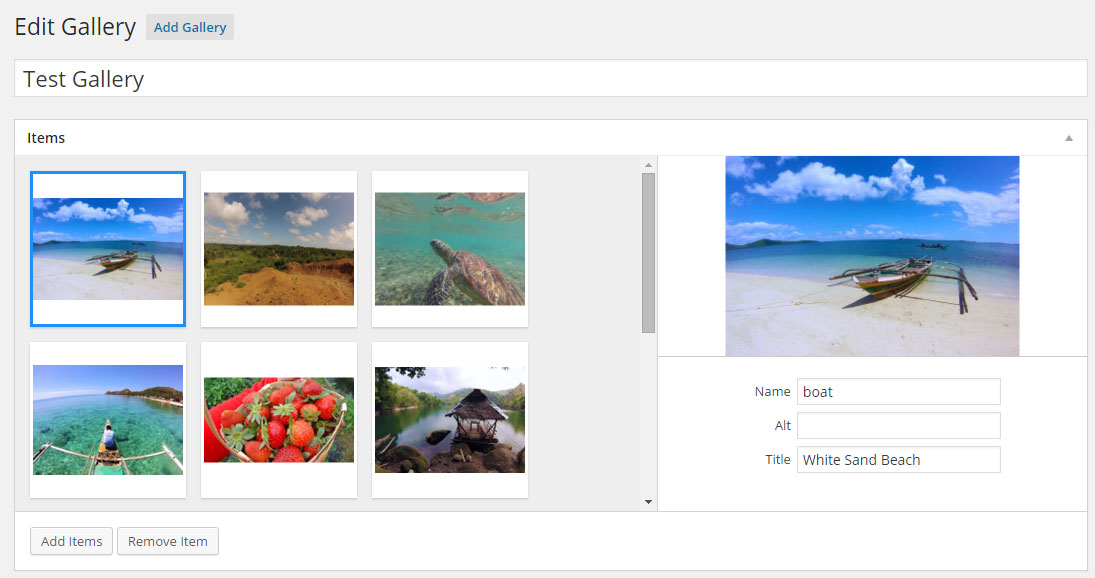 Edit Gallery Add Gallery
Test Gallery
Items
Name boat
Alt
Title White Sand Beach
Add Items Remove Item